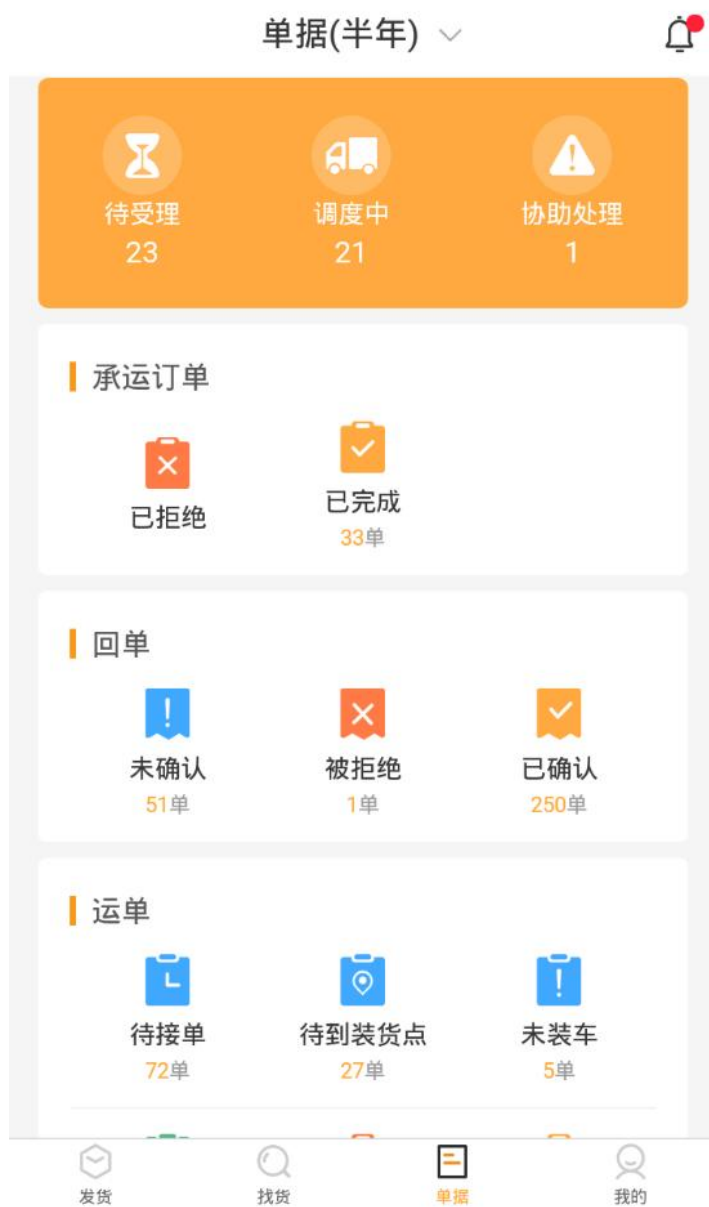 单据(半年)
待受理 调度中 协助处理
23 21 1
承运订单
已拒绝 已完成
33单
回单
未确认 被拒绝 已确认
51单 1单 250单
运单
待接单 待到装货点 未装车
72单 27单 5单
发货 找货 单据 我的